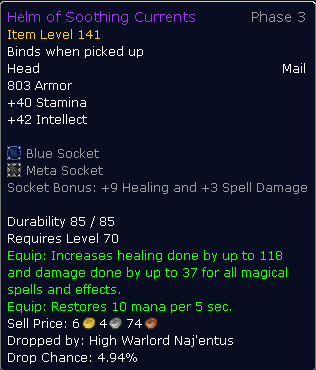 Helm of Soothing Currents Phase 3
Item Level 141
Binds when picked up
Head Mail
803 Armor
+40 Stamina
+42 Intellect
Blue Socket
Meta Socket
Socket Bonus: +9 Healing and +3 Spell Damage
Durability 85 / 85
Requires Level 70
Equip: Increases healing done by up to 118
and damage done by up to 37 for all magical
spells and effects.
Equip: Restores 10 mana per 5 sec.
Sell Price: 6 4 74
Dropped by: High Warlord Naj'entus
Drop Chance: 4.94%